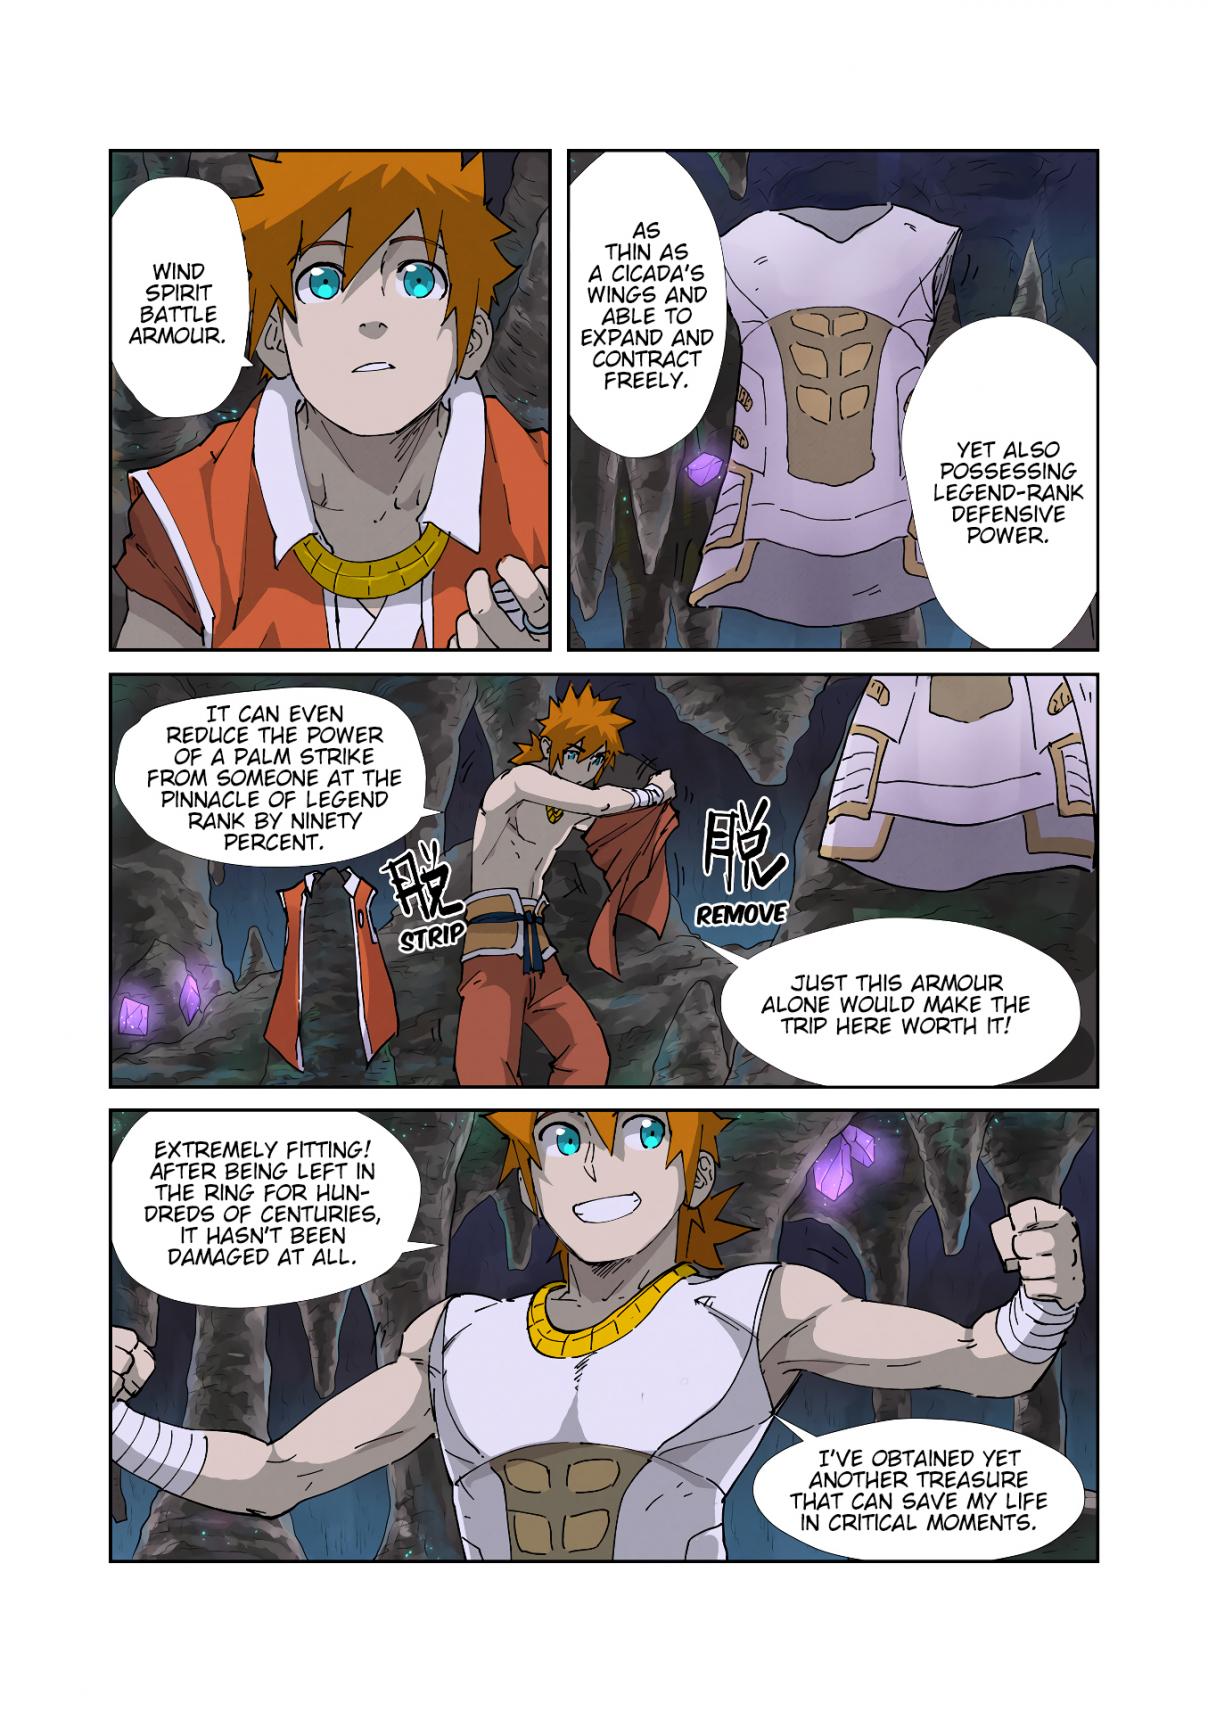 WIND
SPIRIT
BATTLE
ARMOUR.
AS
THIN AS
A CICADA'S
WINGS AND
ABLE TO
EXPAND AND
CONTRACT
FREELY.
YET ALSO
POSSESSING
LEGEND-RANK
DEFENSIVE
POWER.
IT CAN EVEN
REDUCE THE POWER
OF A PALM STRIKE
FROM SOMEONE AT THE
PINNACLE OF LEGEND
RANK BY NINETY
PERCENT.
脱
STRIP
脱
REMOVE
JUST THIS ARMOUR
ALONE WOULD MAKE THE
TRIP HERE WORTH IT!
EXTREMELY FITTING!
AFTER BEING LEFT IN
THE RING FOR HUN-
DREDS OF CENTURIES,
IT HASN'T BEEN
DAMAGED AT ALL.
I'VE OBTAINED YET
ANOTHER TREASURE
THAT CAN SAVE MY LIFE
IN CRITICAL MOMENTS.